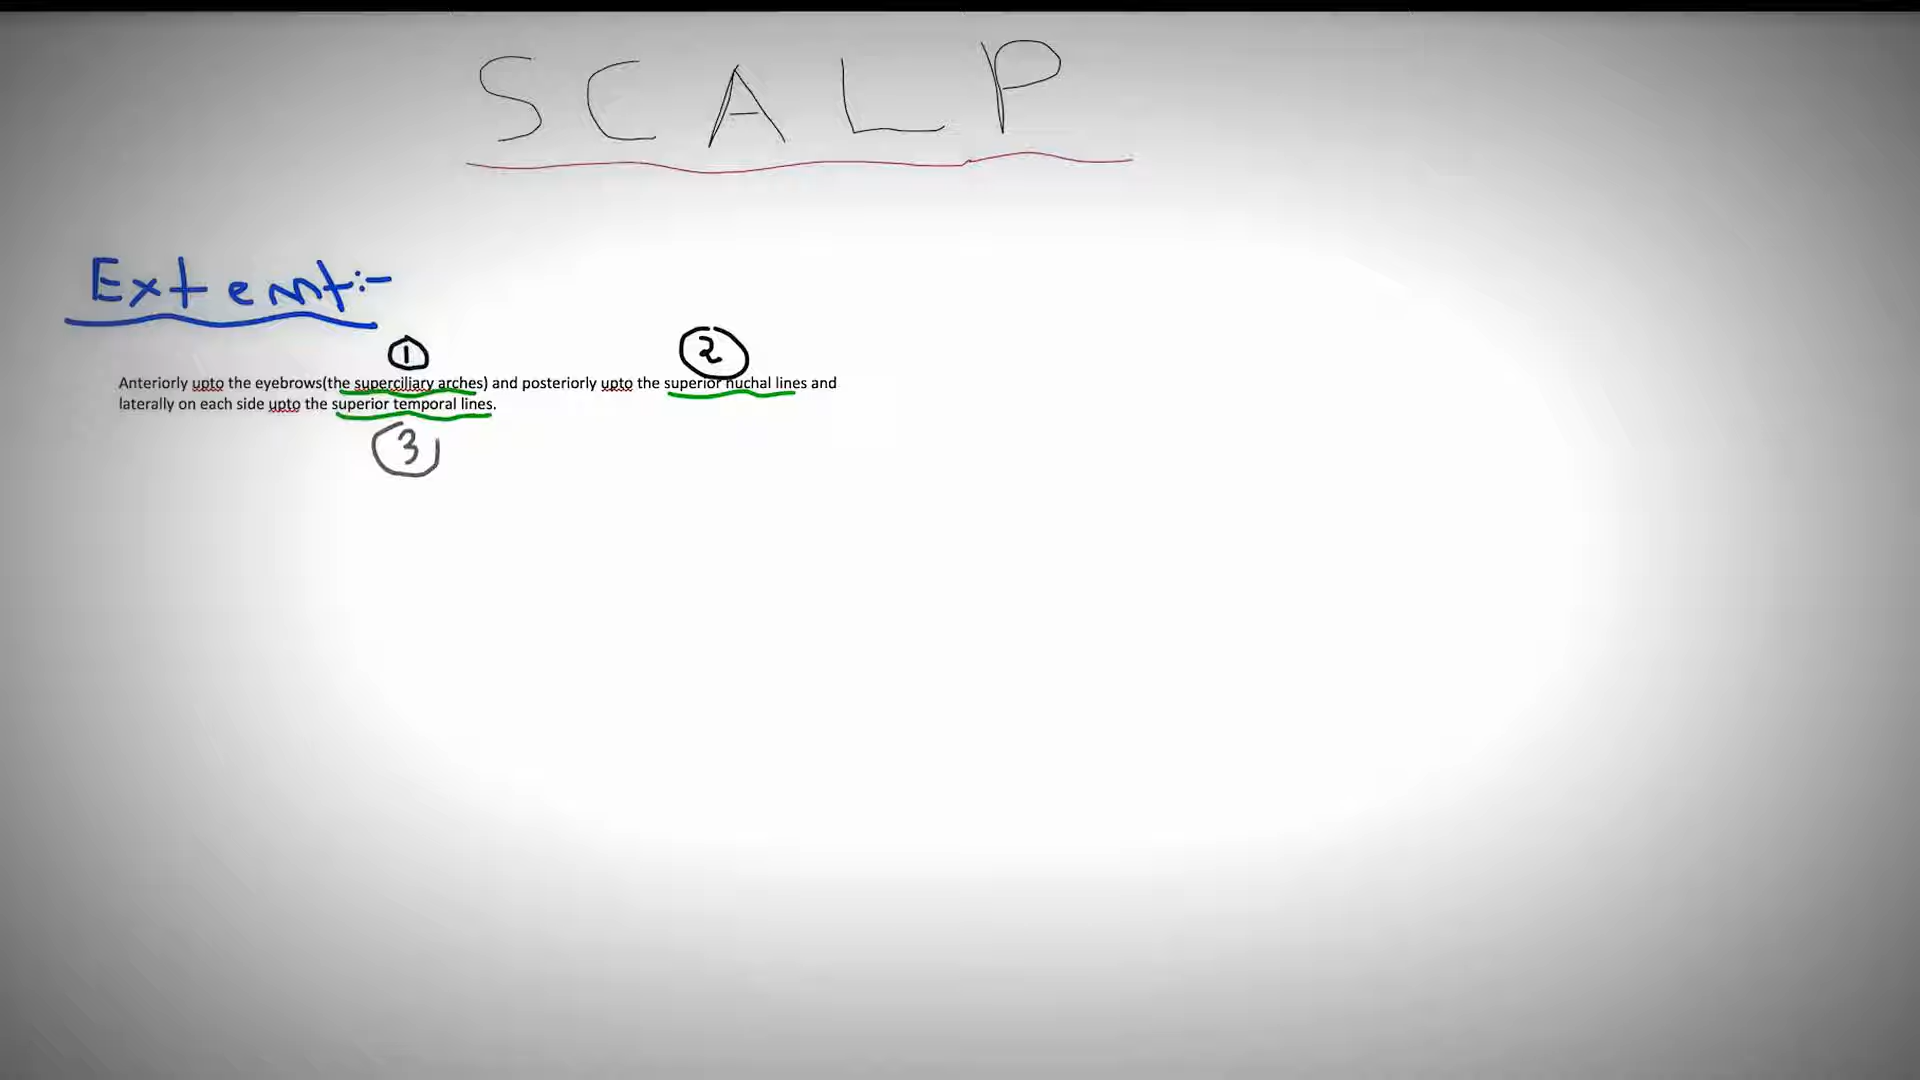 SCALP
Extent:-
1
2
Anteriorly upto the eyebrows(the superciliary arches) and posteriorly upto the superior nuchal lines and
laterally on each side upto the superior temporal lines.
3